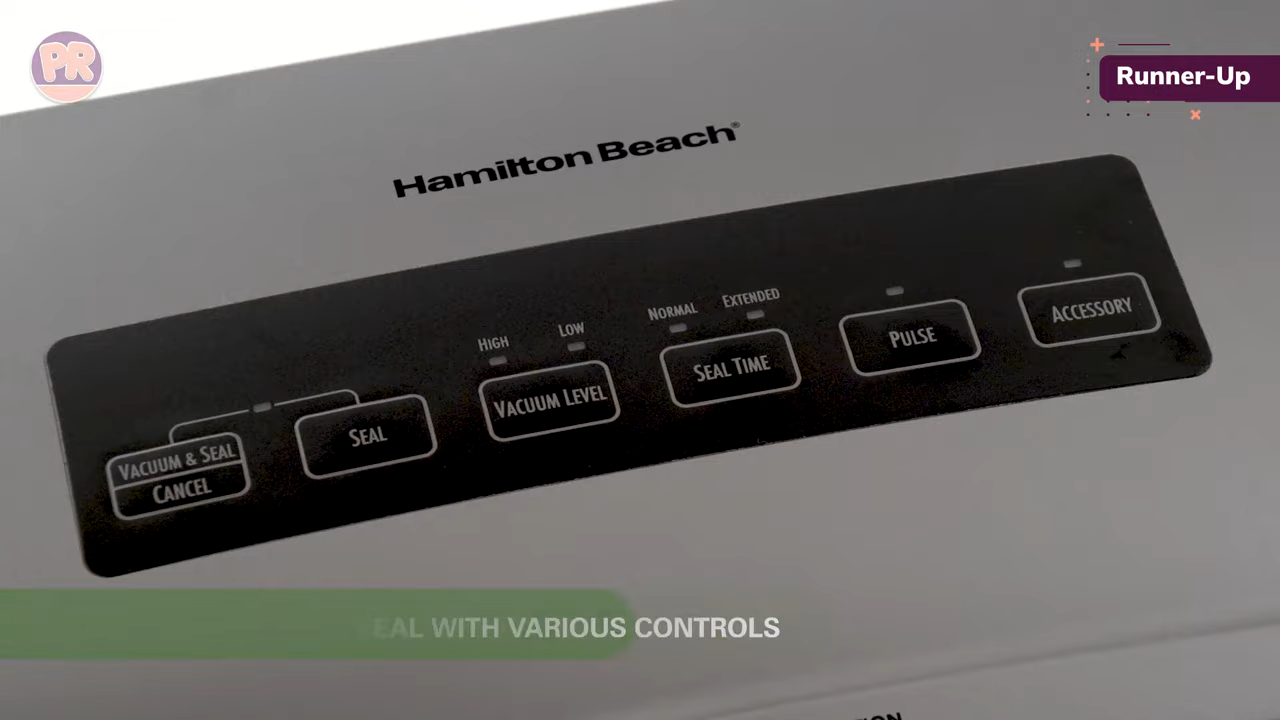 PR
Runner-Up
Hamilton Beach®
HIGH LOW
NORMAL EXTENDED
VACUUM & SEAL
CANCEL
SEAL
VACUUM LEVEL
SEAL TIME
PULSE
ACCESSORY
WITH VARIOUS CONTROLS